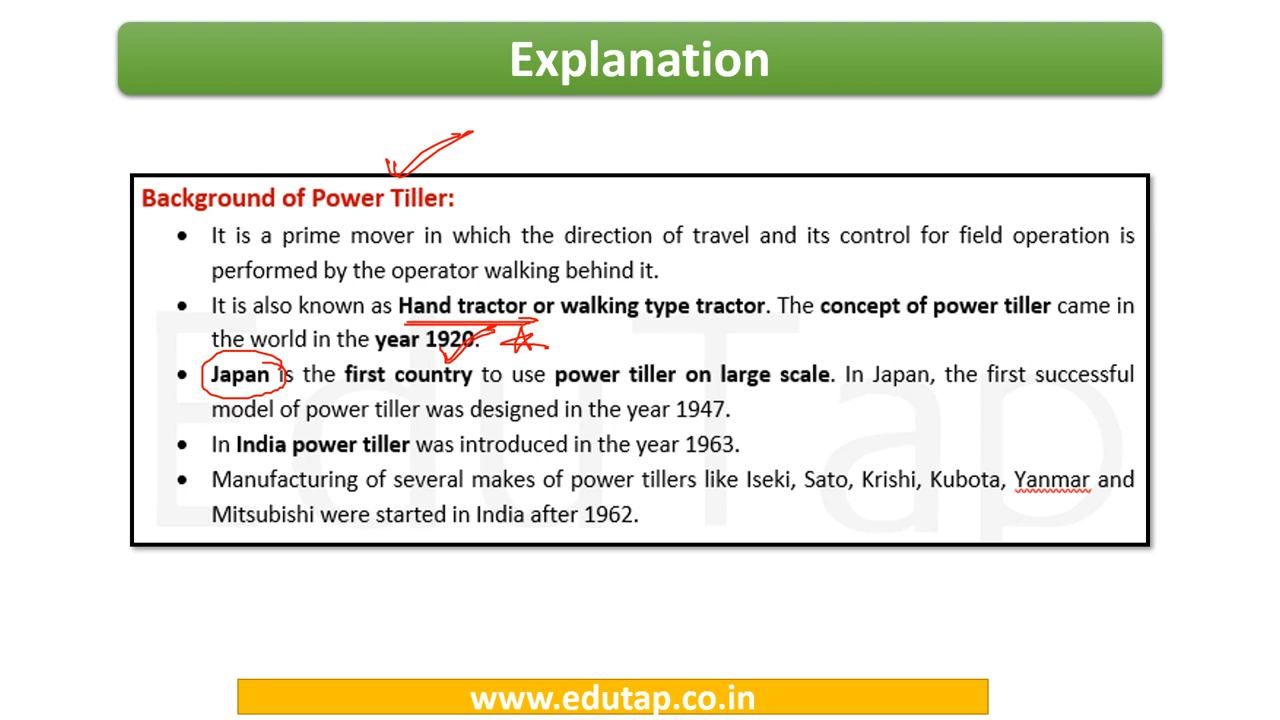 Explanation
Background of Power Tiller:
• It is a prime mover in which the direction of travel and its control for field operation is
performed by the operator walking behind it.
• It is also known as Hand tractor or walking type tractor. The concept of power tiller came in
the world in the year 1920.
• Japan is the first country to use power tiller on large scale. In Japan, the first successful
model of power tiller was designed in the year 1947.
• In India power tiller was introduced in the year 1963.
• Manufacturing of several makes of power tillers like Iseki, Sato, Krishi, Kubota, Yanmar and
Mitsubishi were started in India after 1962.
EduTap
www.edutap.co.in